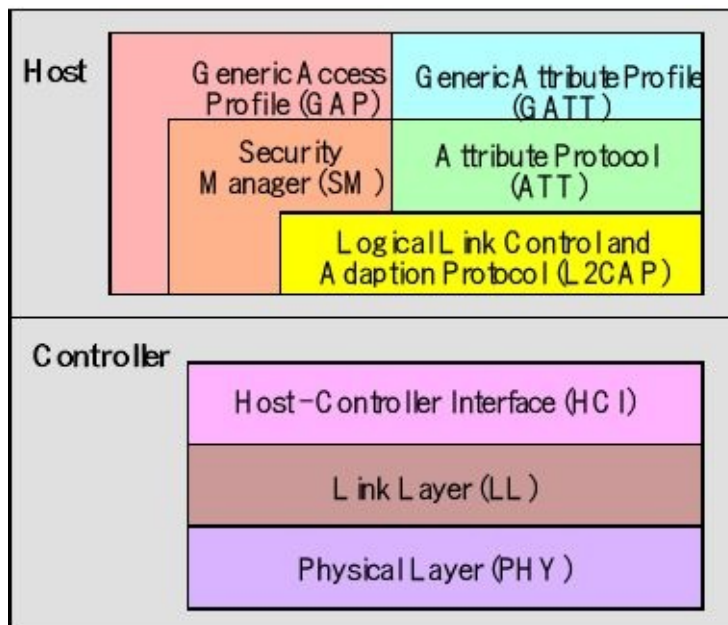 Host
Generic Access
Profile (GAP)
Generic Attribute Profile
(GATT)
Security
Manager (SM)
Attribute Protocol
(ATT)
Logical Link Control and
Adaption Protocol (L2CAP)
Controller
Host-Controller Interface (HCI)
Link Layer (LL)
Physical Layer (PHY)